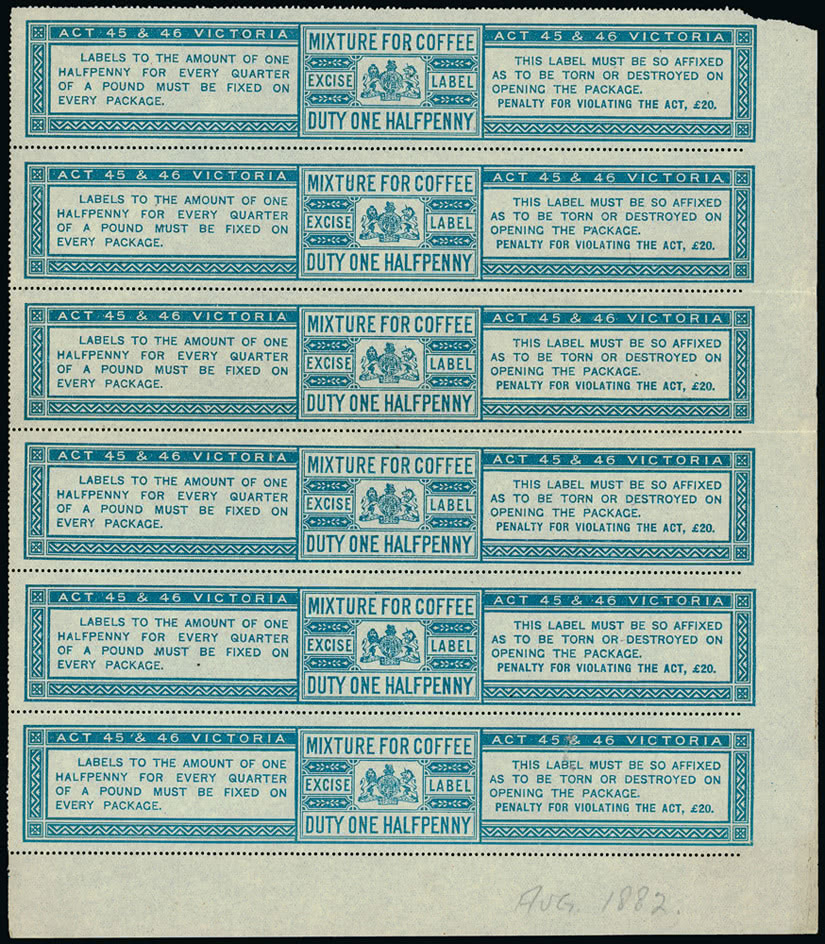 ACT 45 & 46 VICTORIA
LABELS TO THE AMOUNT OF ONE
HALFPENNY FOR EVERY QUARTER
OF A POUND MUST BE FIXED ON
EVERY PACKAGE.
MIXTURE FOR COFFEE
EXCISE LABEL
DUTY ONE HALFPENNY
ACT 45 & 46 VICTORIA
THIS LABEL MUST BE SO AFFIXED
AS TO BE TORN OR DESTROYED ON
OPENING THE PACKAGE.
PENALTY FOR VIOLATING THE ACT, £20.
ACT 45 & 46 VICTORIA
LABELS TO THE AMOUNT OF ONE
HALFPENNY FOR EVERY QUARTER
OF A POUND MUST BE FIXED ON
EVERY PACKAGE.
MIXTURE FOR COFFEE
EXCISE LABEL
DUTY ONE HALFPENNY
ACT 45 & 46 VICTORIA
THIS LABEL MUST BE SO AFFIXED
AS TO BE TORN OR DESTROYED ON
OPENING THE PACKAGE.
PENALTY FOR VIOLATING THE ACT, £20.
ACT 45 & 46 VICTORIA
LABELS TO THE AMOUNT OF ONE
HALFPENNY FOR EVERY QUARTER
OF A POUND MUST BE FIXED ON
EVERY PACKAGE.
MIXTURE FOR COFFEE
EXCISE LABEL
DUTY ONE HALFPENNY
ACT 45 & 46 VICTORIA
THIS LABEL MUST BE SO AFFIXED
AS TO BE TORN OR DESTROYED ON
OPENING THE PACKAGE.
PENALTY FOR VIOLATING THE ACT, £20.
ACT 45 & 46 VICTORIA
LABELS TO THE AMOUNT OF ONE
HALFPENNY FOR EVERY QUARTER
OF A POUND MUST BE FIXED ON
EVERY PACKAGE.
MIXTURE FOR COFFEE
EXCISE LABEL
DUTY ONE HALFPENNY
ACT 45 & 46 VICTORIA
THIS LABEL MUST BE SO AFFIXED
AS TO BE TORN OR DESTROYED ON
OPENING THE PACKAGE.
PENALTY FOR VIOLATING THE ACT, £20.
ACT 45 & 46 VICTORIA
LABELS TO THE AMOUNT OF ONE
HALFPENNY FOR EVERY QUARTER
OF A POUND MUST BE FIXED ON
EVERY PACKAGE.
MIXTURE FOR COFFEE
EXCISE LABEL
DUTY ONE HALFPENNY
ACT 45 & 46 VICTORIA
THIS LABEL MUST BE SO AFFIXED
AS TO BE TORN OR DESTROYED ON
OPENING THE PACKAGE.
PENALTY FOR VIOLATING THE ACT, £20.
ACT 45 & 46 VICTORIA
LABELS TO THE AMOUNT OF ONE
HALFPENNY FOR EVERY QUARTER
OF A POUND MUST BE FIXED ON
EVERY PACKAGE.
MIXTURE FOR COFFEE
EXCISE LABEL
DUTY ONE HALFPENNY
ACT 45 & 46 VICTORIA
THIS LABEL MUST BE SO AFFIXED
AS TO BE TORN OR DESTROYED ON
OPENING THE PACKAGE.
PENALTY FOR VIOLATING THE ACT, £20.
AUG. 1882.